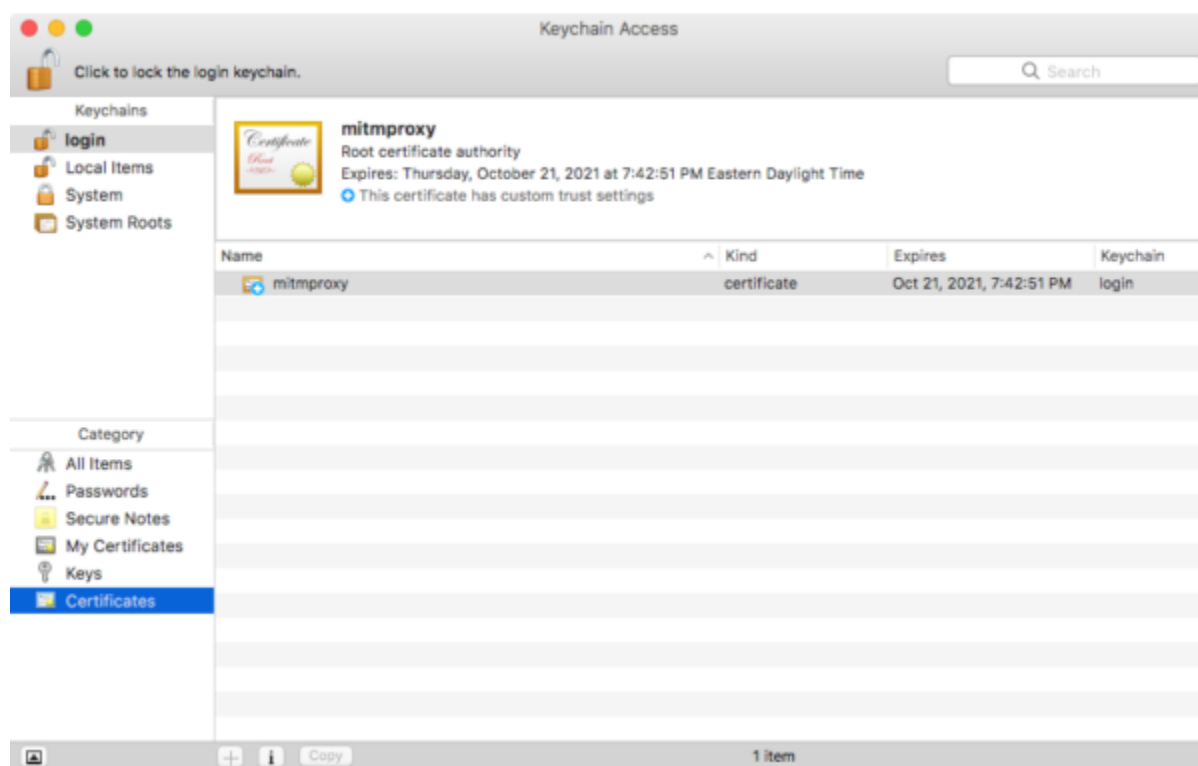 Keychain Access
Click to lock the login keychain.
Search
Keychains
login
Local Items
System
System Roots
Certificate
Root
mitmproxy
Root certificate authority
Expires: Thursday, October 21, 2021 at 7:42:51 PM Eastern Daylight Time
This certificate has custom trust settings
Name Kind Expires Keychain
mitmproxy certificate Oct 21, 2021, 7:42:51 PM login
Category
All Items
Passwords
Secure Notes
My Certificates
Keys
Certificates
Copy
1 item